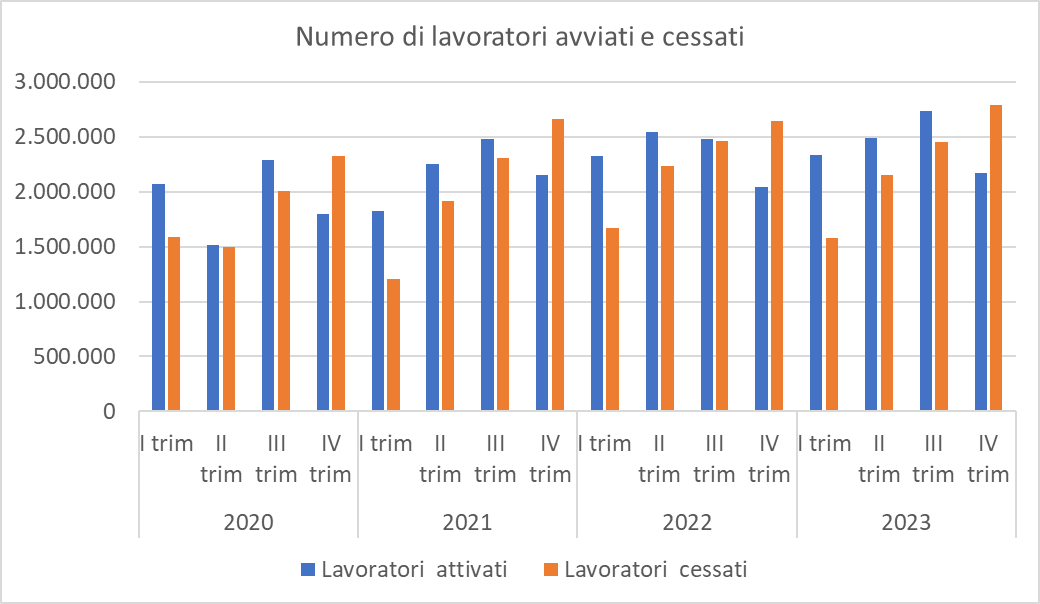 Numero di lavoratori avviati e cessati
3.000.000
2.500.000
2.000.000
1.500.000
1.000.000
500.000
0
I trim II III IV I trim II III IV I trim II III IV I trim II III IV
trim trim trim trim trim trim trim trim trim trim trim trim
2020 2021 2022 2023
Lavoratori attivati Lavoratori cessati